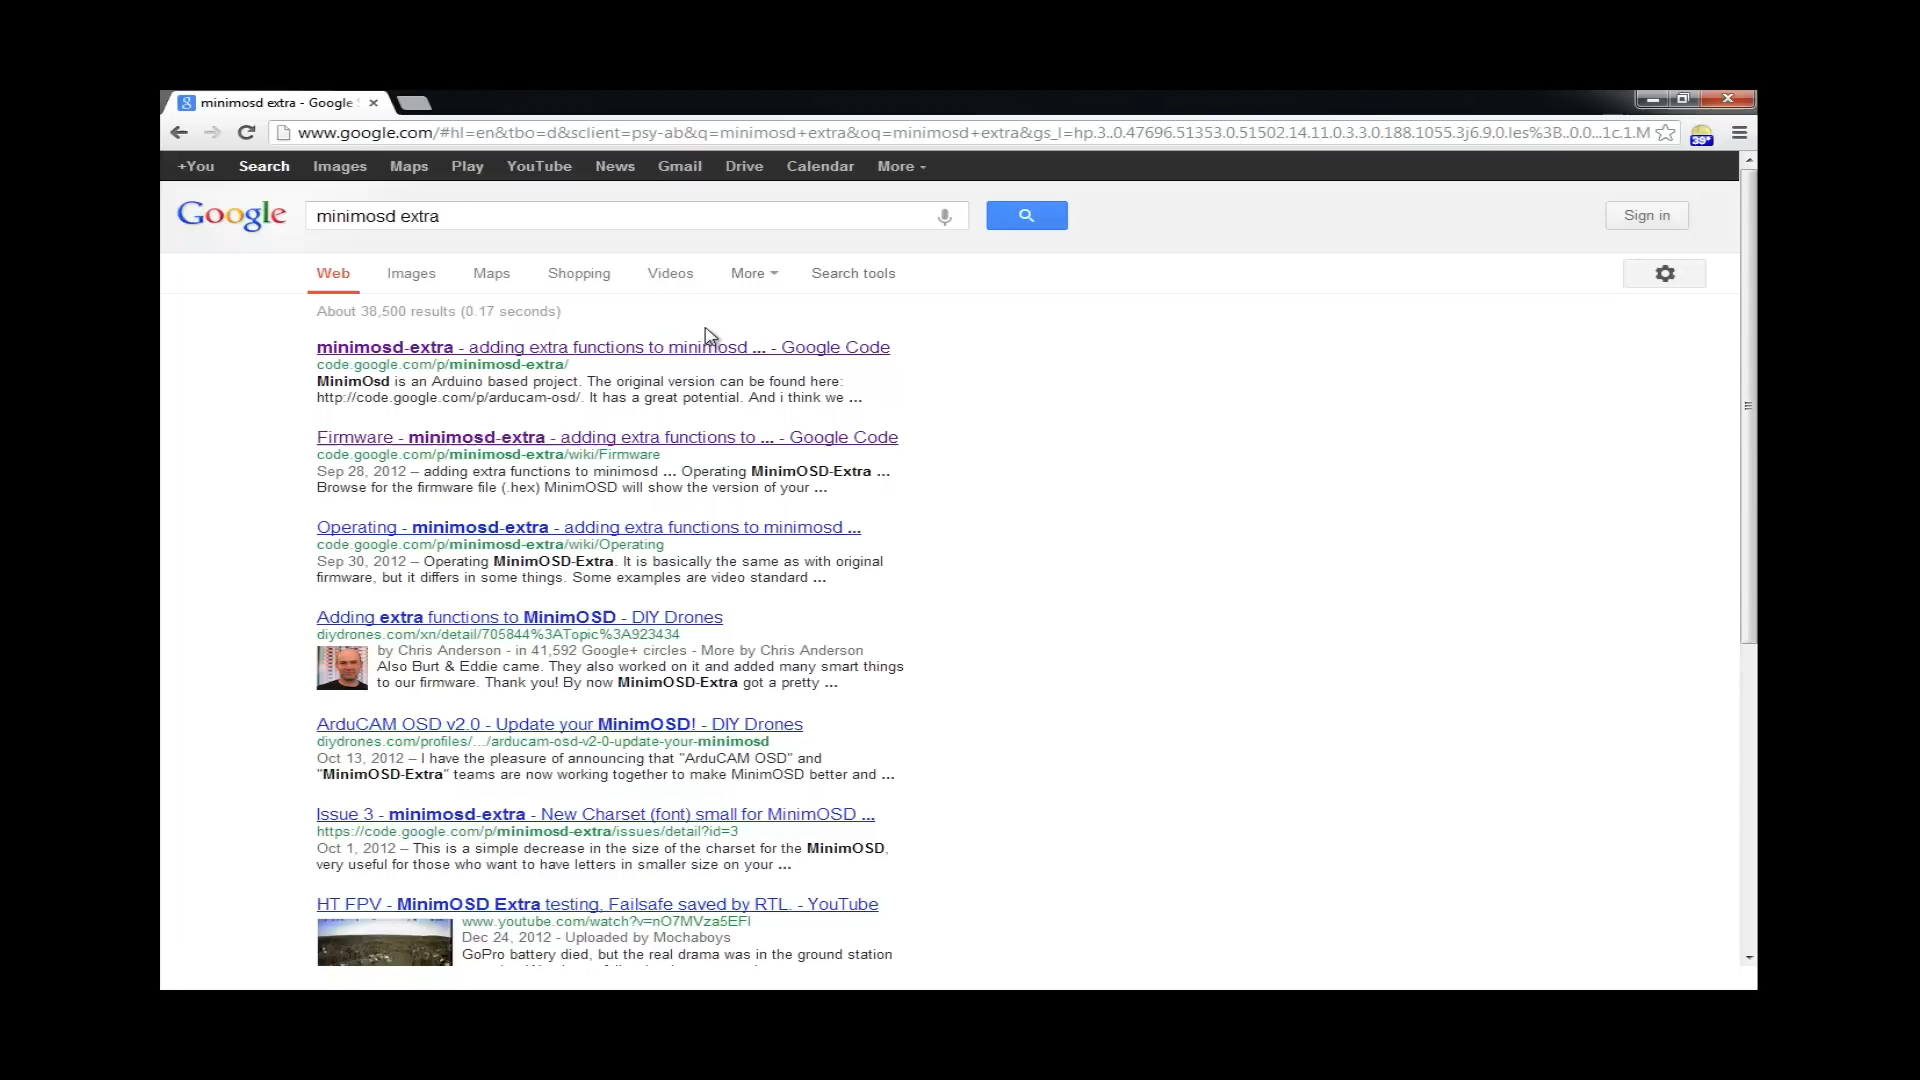 minimosd extra - Google
www.google.com/#hl=en&tbo=d&sclient=psy-ab&q=minimosd+extra&oq=minimosd+extra&gs_l=hp.3..0.47696.51353.0.51502.14.11.0.3.3.0.188.1055.3j6.9.0.les%3B..0.0...1c.1.M
39°
+You Search Images Maps Play YouTube News Gmail Drive Calendar More
Google minimosd extra Sign in
Web Images Maps Shopping Videos More Search tools
About 38,500 results (0.17 seconds)
minimosd-extra - adding extra functions to minimosd ... - Google Code
code.google.com/p/minimosd-extra/
MinimOsd is an Arduino based project. The original version can be found here:
http://code.google.com/p/arducam-osd/. It has a great potential. And i think we ...
Firmware - minimosd-extra - adding extra functions to ... - Google Code
code.google.com/p/minimosd-extra/wiki/Firmware
Sep 28, 2012 – adding extra functions to minimosd ... Operating MinimOSD-Extra ...
Browse for the firmware file (.hex) MinimOSD will show the version of your ...
Operating - minimosd-extra - adding extra functions to minimosd ...
code.google.com/p/minimosd-extra/wiki/Operating
Sep 30, 2012 – Operating MinimOSD-Extra. It is basically the same as with original
firmware, but it differs in some things. Some examples are video standard ...
Adding extra functions to MinimOSD - DIY Drones
diydrones.com/xn/detail/705844%3ATopic%3A923434
by Chris Anderson - in 41,592 Google+ circles - More by Chris Anderson
Also Burt & Eddie came. They also worked on it and added many smart things
to our firmware. Thank you! By now MinimOSD-Extra got a pretty ...
ArduCAM OSD v2.0 - Update your MinimOSD! - DIY Drones
diydrones.com/profiles/.../arducam-osd-v2-0-update-your-minimosd
Oct 13, 2012 – I have the pleasure of announcing that "ArduCAM OSD" and
"MinimOSD-Extra" teams are now working together to make MinimOSD better and ...
Issue 3 - minimosd-extra - New Charset (font) small for MinimOSD ...
https://code.google.com/p/minimosd-extra/issues/detail?id=3
Oct 1, 2012 – This is a simple decrease in the size of the charset for the MinimOSD,
very useful for those who want to have letters in smaller size on your ...
HT FPV - MinimOSD Extra testing, Failsafe saved by RTL. - YouTube
www.youtube.com/watch?v=nO7MVza5EFI
Dec 24, 2012 - Uploaded by Mochaboys
GoPro battery died, but the real drama was in the ground station